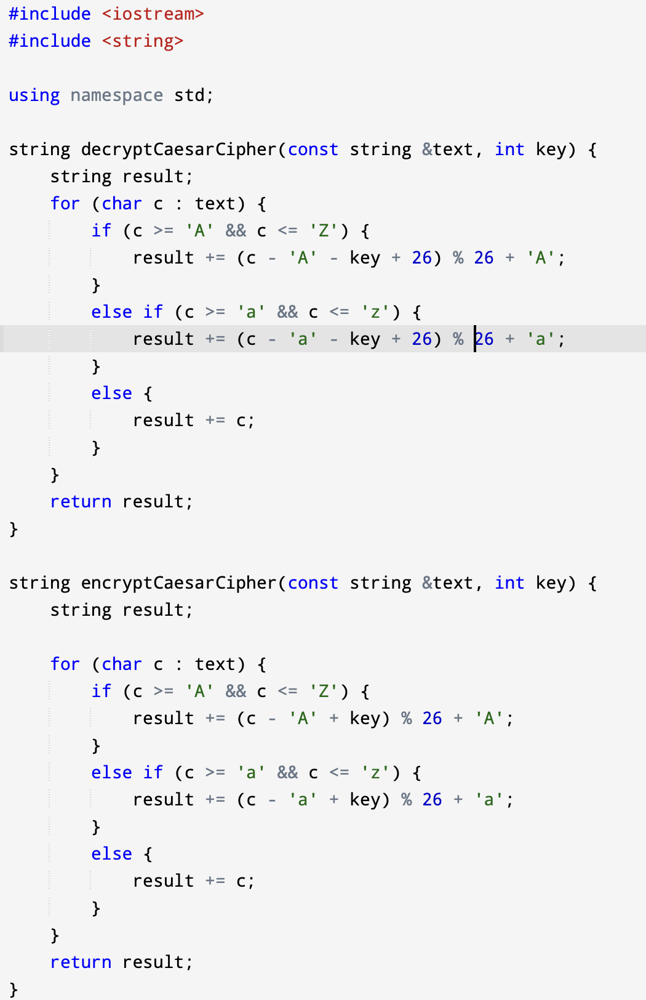 #include <iostream>
#include <string>

using namespace std;

string decryptCaesarCipher(const string &text, int key) {
    string result;
    for (char c : text) {
        if (c >= 'A' && c <= 'Z') {
            result += (c - 'A' - key + 26) % 26 + 'A';
        }
        else if (c >= 'a' && c <= 'z') {
            result += (c - 'a' - key + 26) % 26 + 'a';
        }
        else {
            result += c;
        }
    }
    return result;
}

string encryptCaesarCipher(const string &text, int key) {
    string result;

    for (char c : text) {
        if (c >= 'A' && c <= 'Z') {
            result += (c - 'A' + key) % 26 + 'A';
        }
        else if (c >= 'a' && c <= 'z') {
            result += (c - 'a' + key) % 26 + 'a';
        }
        else {
            result += c;
        }
    }
    return result;
}